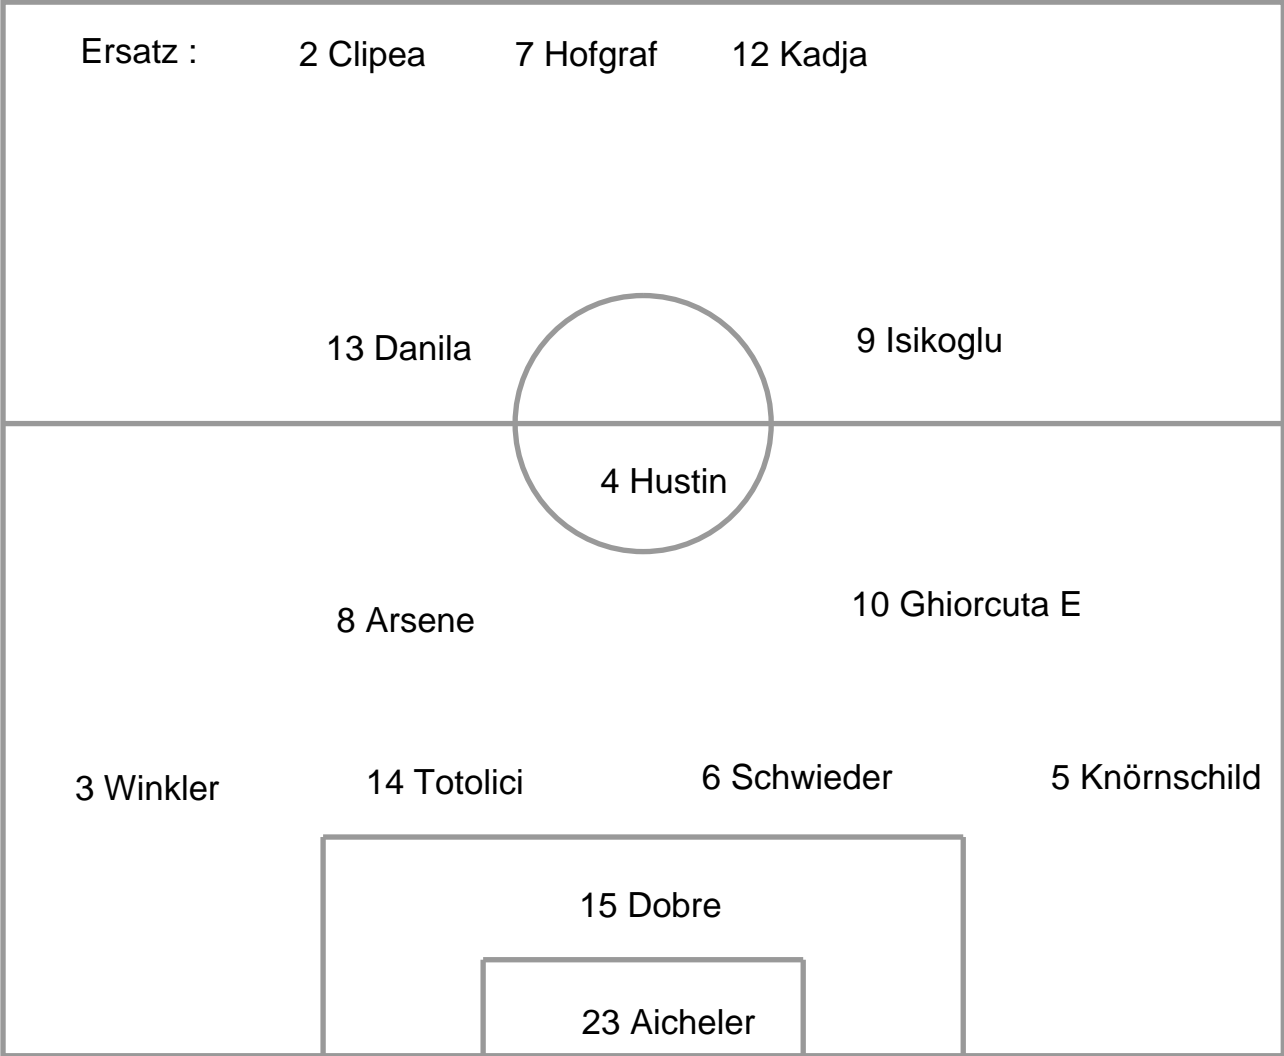 Ersatz : 2 Clipea 7 Hofgraf 12 Kadja
13 Danila 9 Isikoglu
4 Hustin
8 Arsene 10 Ghiorcuta E
3 Winkler 14 Totolici 6 Schwieder 5 Knörnschild
15 Dobre
23 Aicheler